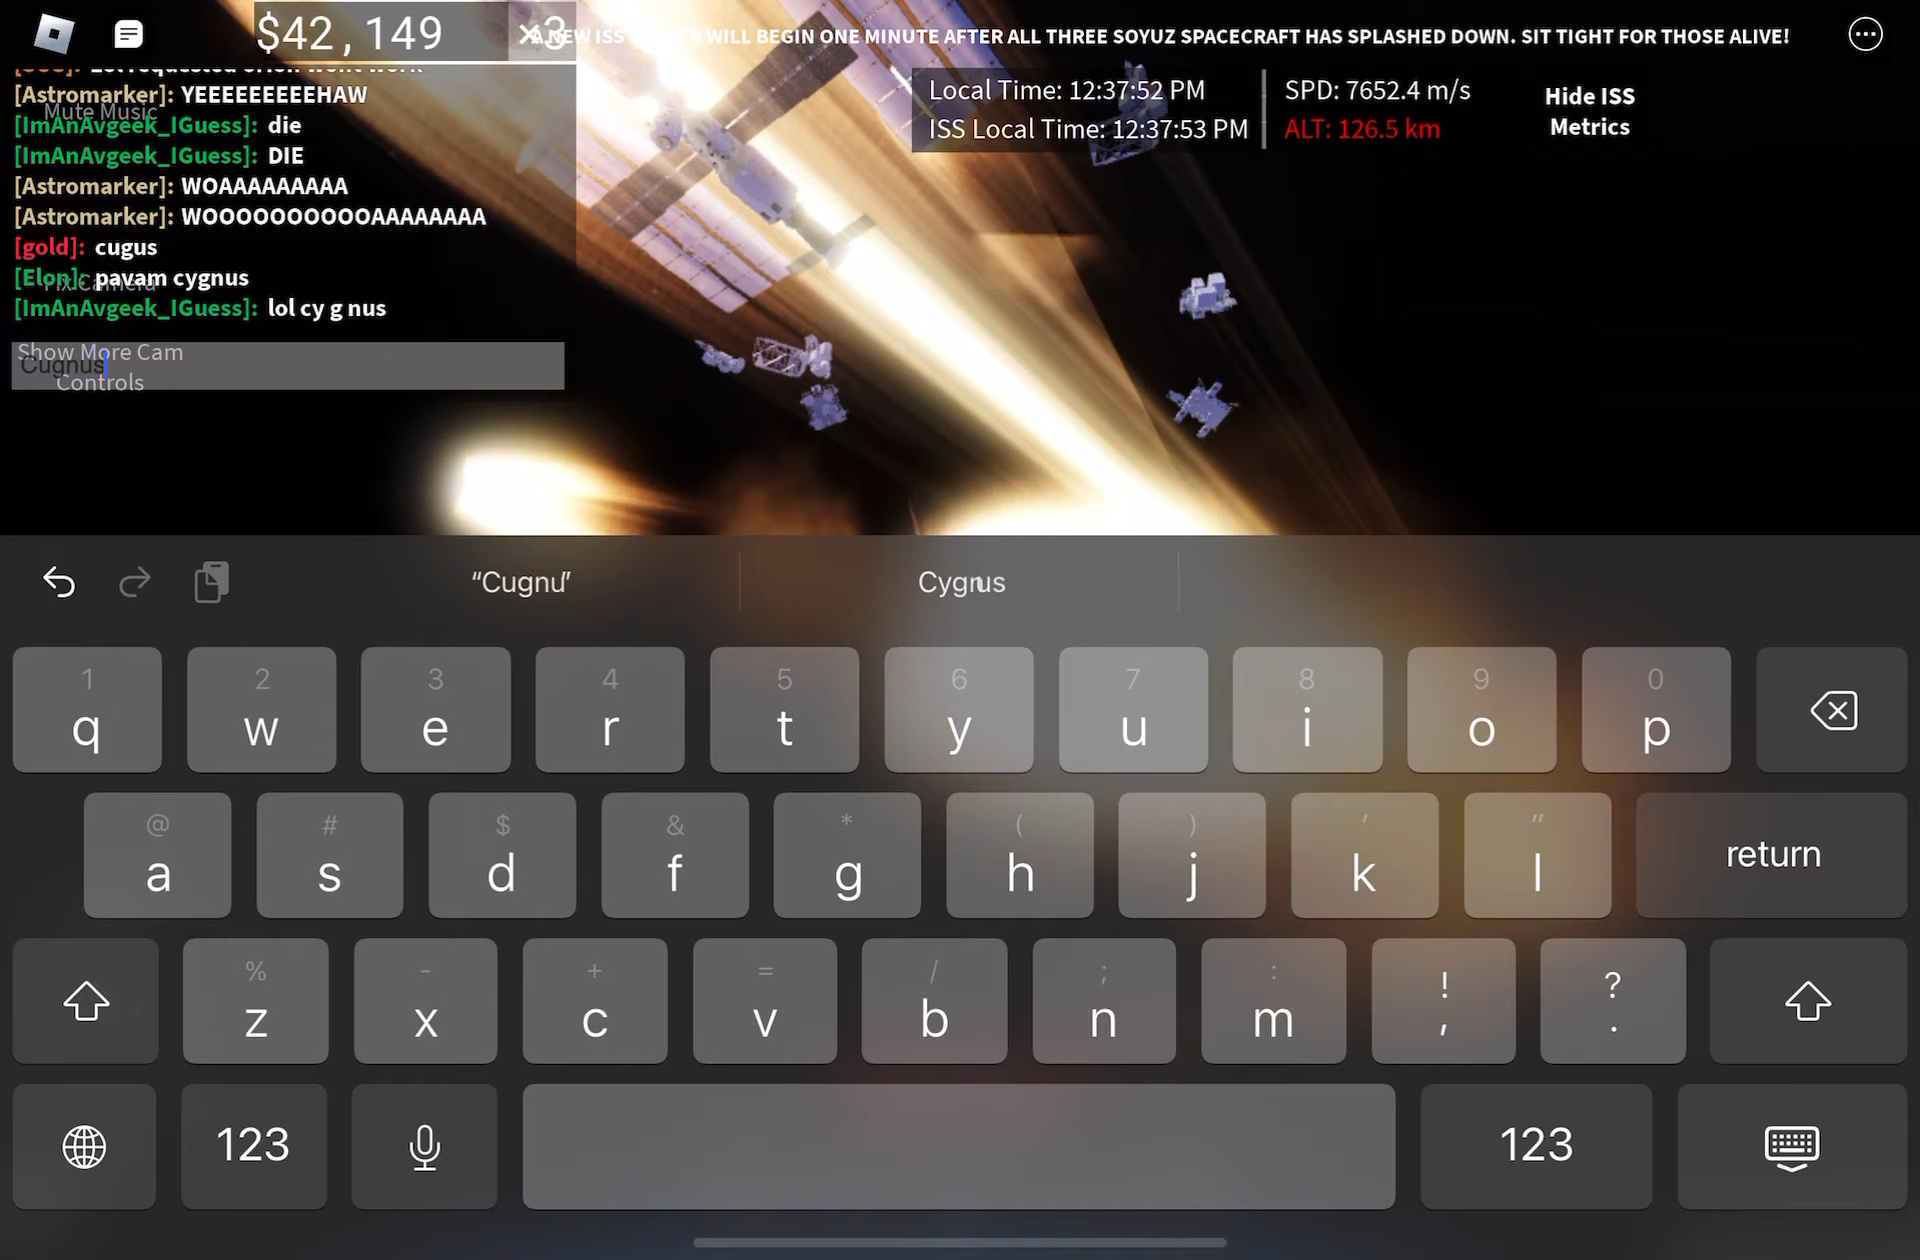 $42,149
×3
A NEW ISS WILL BEGIN ONE MINUTE AFTER ALL THREE SOYUZ SPACECRAFT HAS SPLASHED DOWN. SIT TIGHT FOR THOSE ALIVE!
Local Time: 12:37:52 PM
ISS Local Time: 12:37:53 PM
SPD: 7652.4 m/s
ALT: 126.5 km
Hide ISS
Metrics
[Astromarker]: YEEEEEEEEEHAW
Mute Music
[ImAnAvgeek_IGuess]: die
[ImAnAvgeek_IGuess]: DIE
[Astromarker]: WOAAAAAAAAA
[Astromarker]: WOOOOOOOOOOAAAAAAAA
[gold]: cugus
[Elon]: pavam cygnus
Fix Camera
[ImAnAvgeek_IGuess]: lol cy g nus
Show More Cam
Controls
Cugnus
“Cugnu” Cygnus
1 2 3 4 5 6 7 8 9 0
q w e r t y u i o p
@ # $ & * ( ) ' "
a s d f g h j k l return
% - + = / ; : ! ?
z x c v b n m , .
123 123